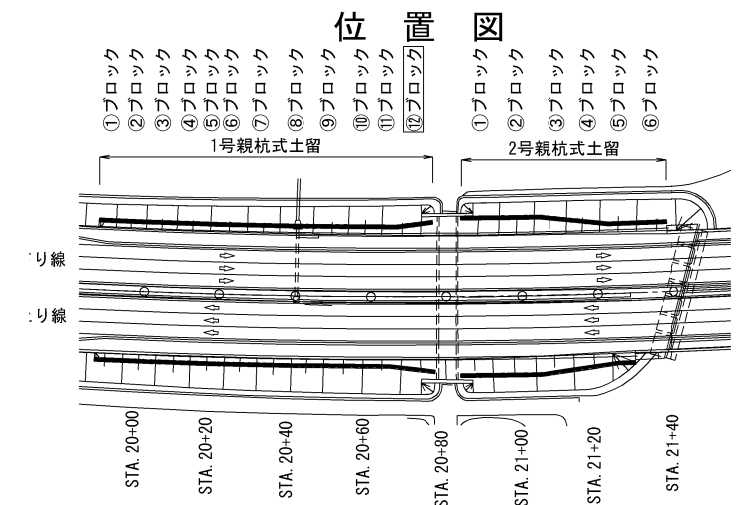 位置図
①ブロック
②ブロック
③ブロック
④ブロック
⑤ブロック
⑥ブロック
⑦ブロック
⑧ブロック
⑨ブロック
⑩ブロック
⑪ブロック
⑫ブロック
①ブロック
②ブロック
③ブロック
④ブロック
⑤ブロック
⑥ブロック
1号親杭式土留
2号親杭式土留
り線
り線
STA. 20+00
STA. 20+20
STA. 20+40
STA. 20+60
STA. 20+80
STA. 21+00
STA. 21+20
STA. 21+40